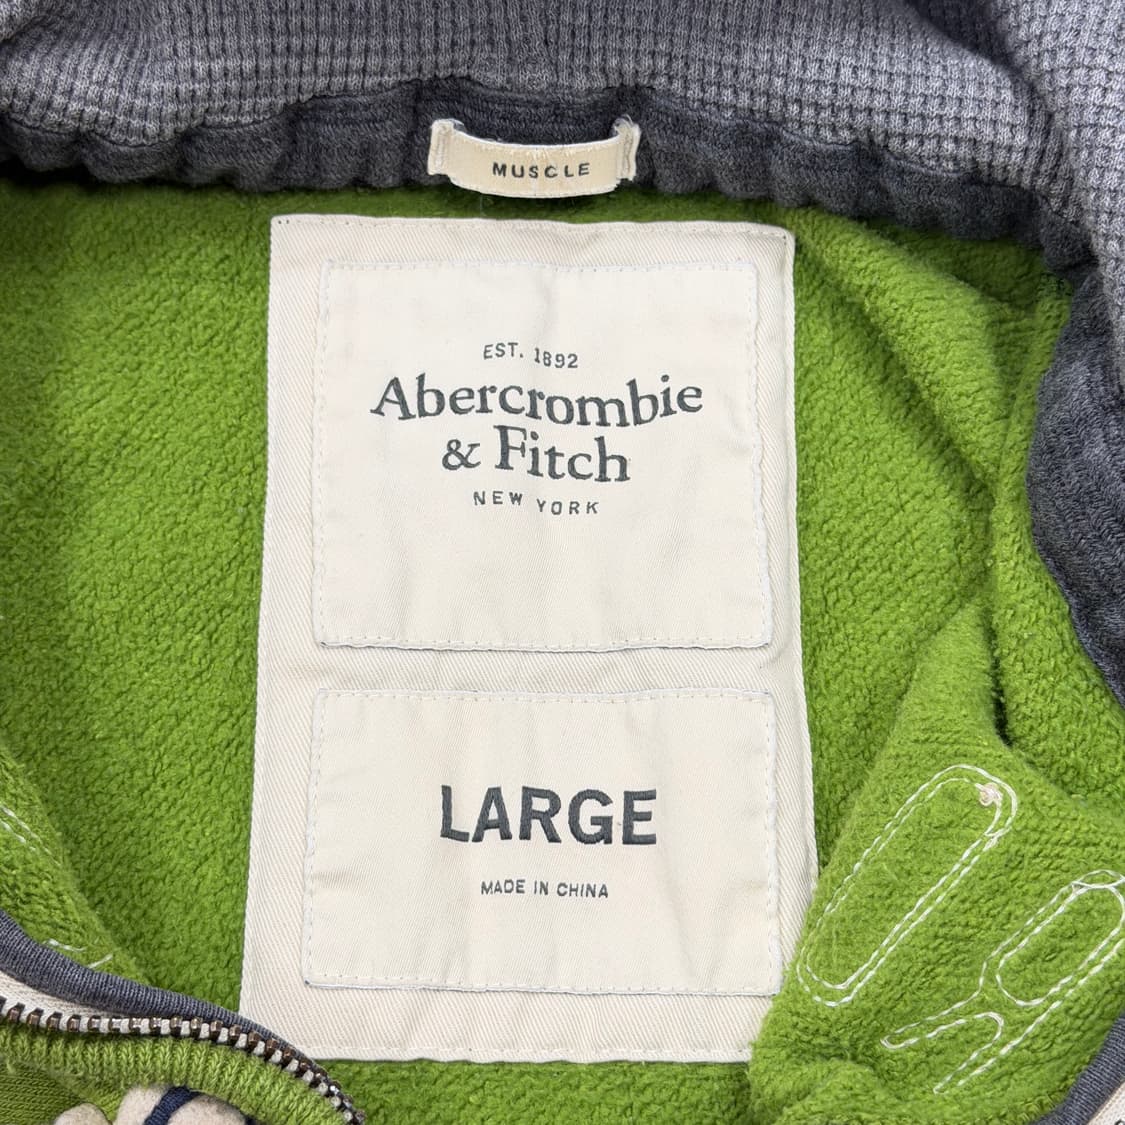 MUSCLE
EST. 1892
Abercrombie
& Fitch
NEW YORK
LARGE
MADE IN CHINA